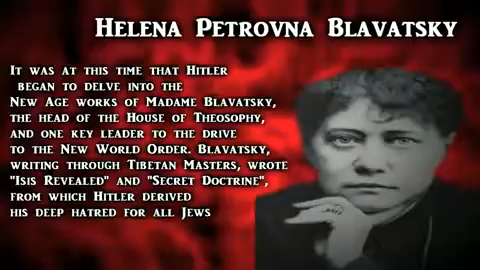 Helena Petrovna Blavatsky
It was at this time that Hitler
began to delve into the
New Age works of Madame Blavatsky,
the head of the House of Theosophy,
and one key leader to the drive
to the New World Order. Blavatsky,
writing through Tibetan Masters, wrote
"Isis Revealed" and "Secret Doctrine",
from which Hitler derived
his deep hatred for all Jews